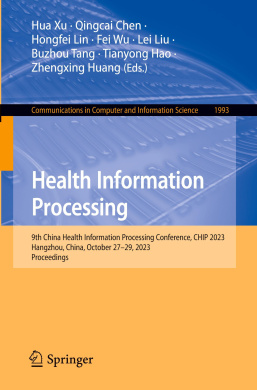 Hua Xu · Qingcai Chen ·
Hongfei Lin · Fei Wu · Lei Liu ·
Buzhou Tang · Tianyong Hao ·
Zhengxing Huang (Eds.)
Communications in Computer and Information Science 1993
Health Information
Processing
9th China Health Information Processing Conference, CHIP 2023
Hangzhou, China, October 27–29, 2023
Proceedings
Springer